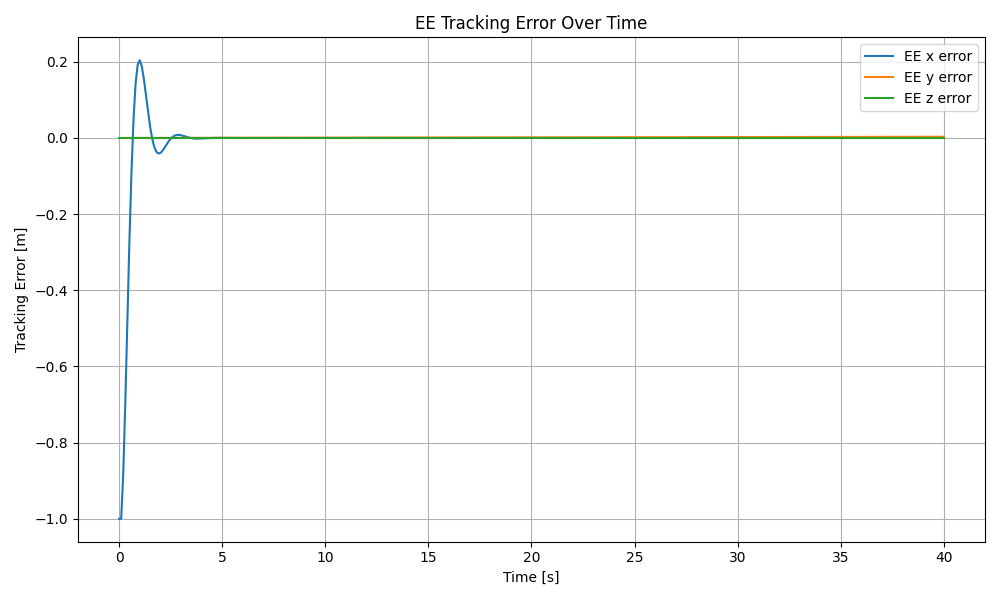 EE Tracking Error Over Time
EE x error
EE y error
EE z error
0.2
0.0
−0.2
−0.4
−0.6
−0.8
−1.0
Tracking Error [m]
0 5 10 15 20 25 30 35 40
Time [s]